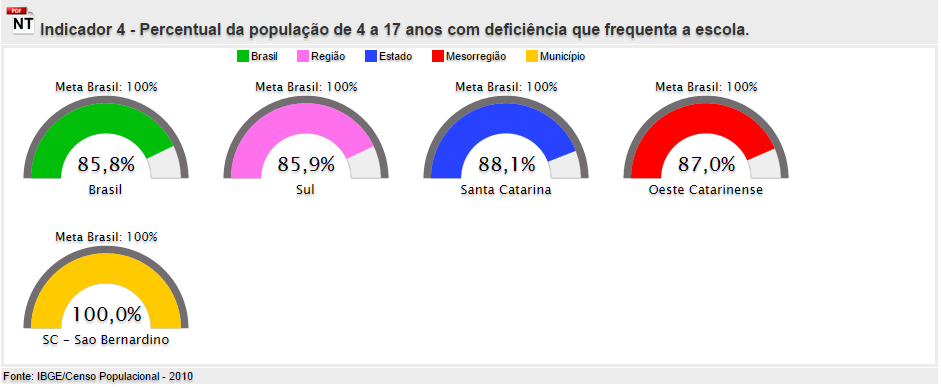 PDF
NT
Indicador 4 - Percentual da população de 4 a 17 anos com deficiência que frequenta a escola.
Brasil Região Estado Mesorregião Município
Meta Brasil: 100% Meta Brasil: 100% Meta Brasil: 100% Meta Brasil: 100%
85,8% 85,9% 88,1% 87,0%
Brasil Sul Santa Catarina Oeste Catarinense
Meta Brasil: 100%
100,0%
SC - Sao Bernardino
Fonte: IBGE/Censo Populacional - 2010